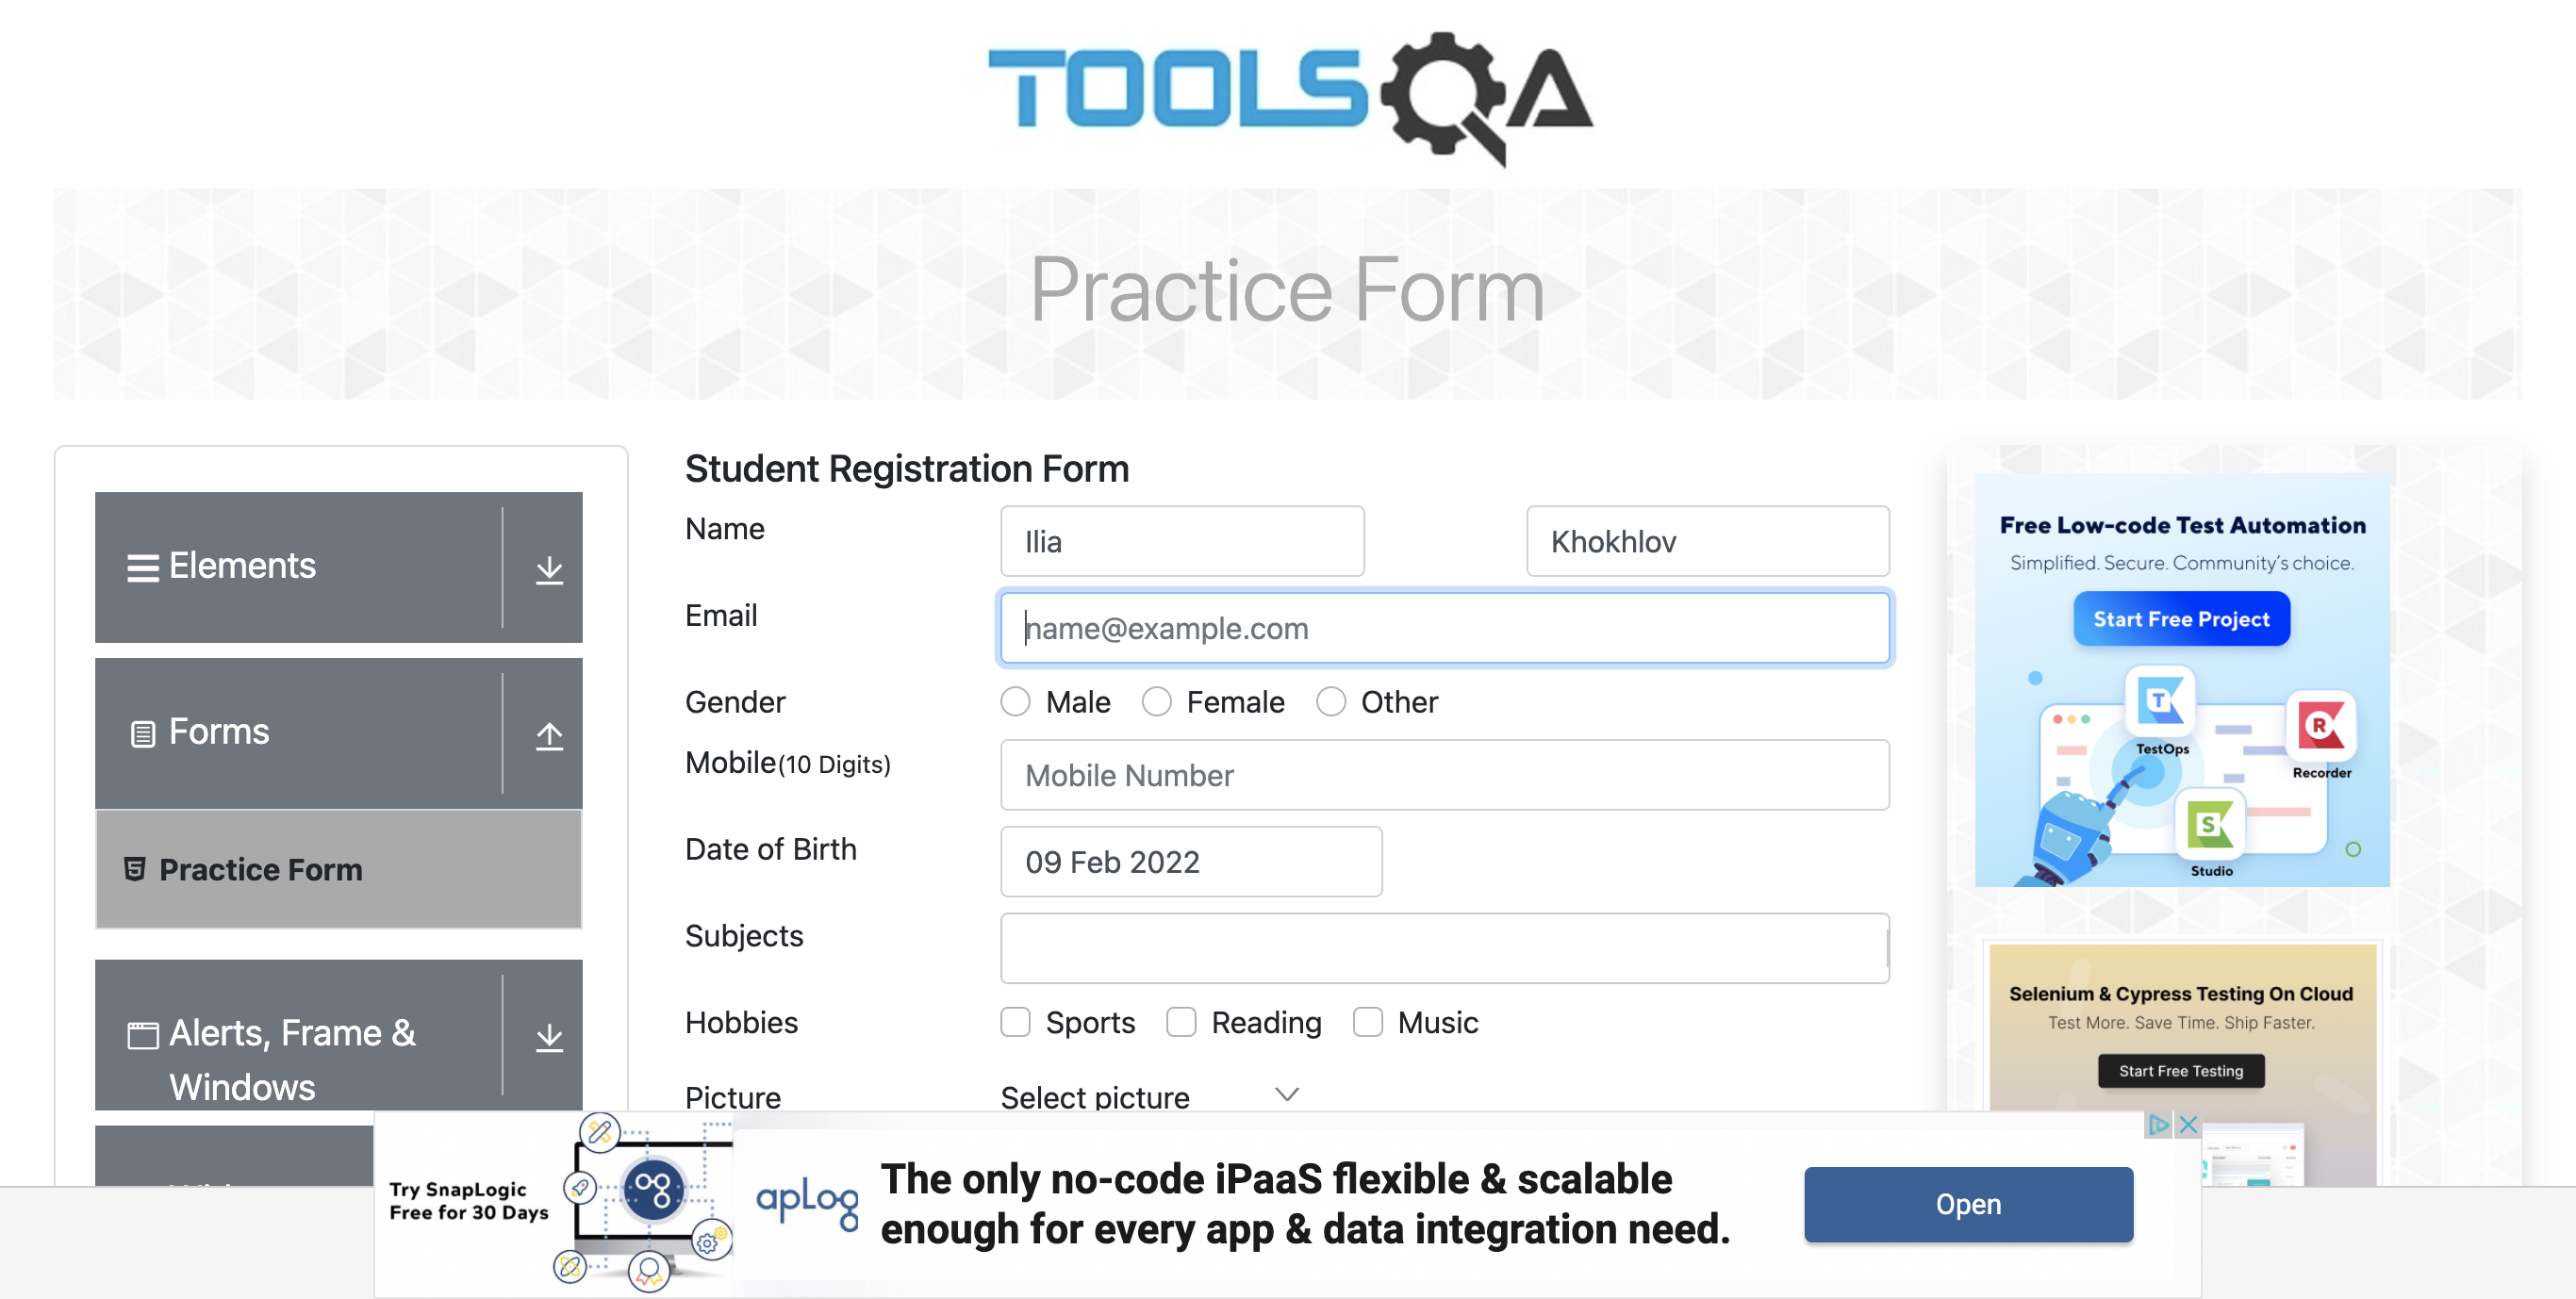 TOOLSQA
Practice Form
Elements
Forms
Practice Form
Alerts, Frame &
Windows
Student Registration Form
Name
Ilia
Khokhlov
Email
name@example.com
Gender
Male
Female
Other
Mobile(10 Digits)
Mobile Number
Date of Birth
09 Feb 2022
Subjects
Hobbies
Sports
Reading
Music
Picture
Select picture
Free Low-code Test Automation
Simplified. Secure. Community's choice.
Start Free Project
T
TestOps
R
Recorder
S
Studio
Selenium & Cypress Testing On Cloud
Test More. Save Time. Ship Faster.
Start Free Testing
Try SnapLogic
Free for 30 Days
apLog
The only no-code iPaaS flexible & scalable
enough for every app & data integration need.
Open